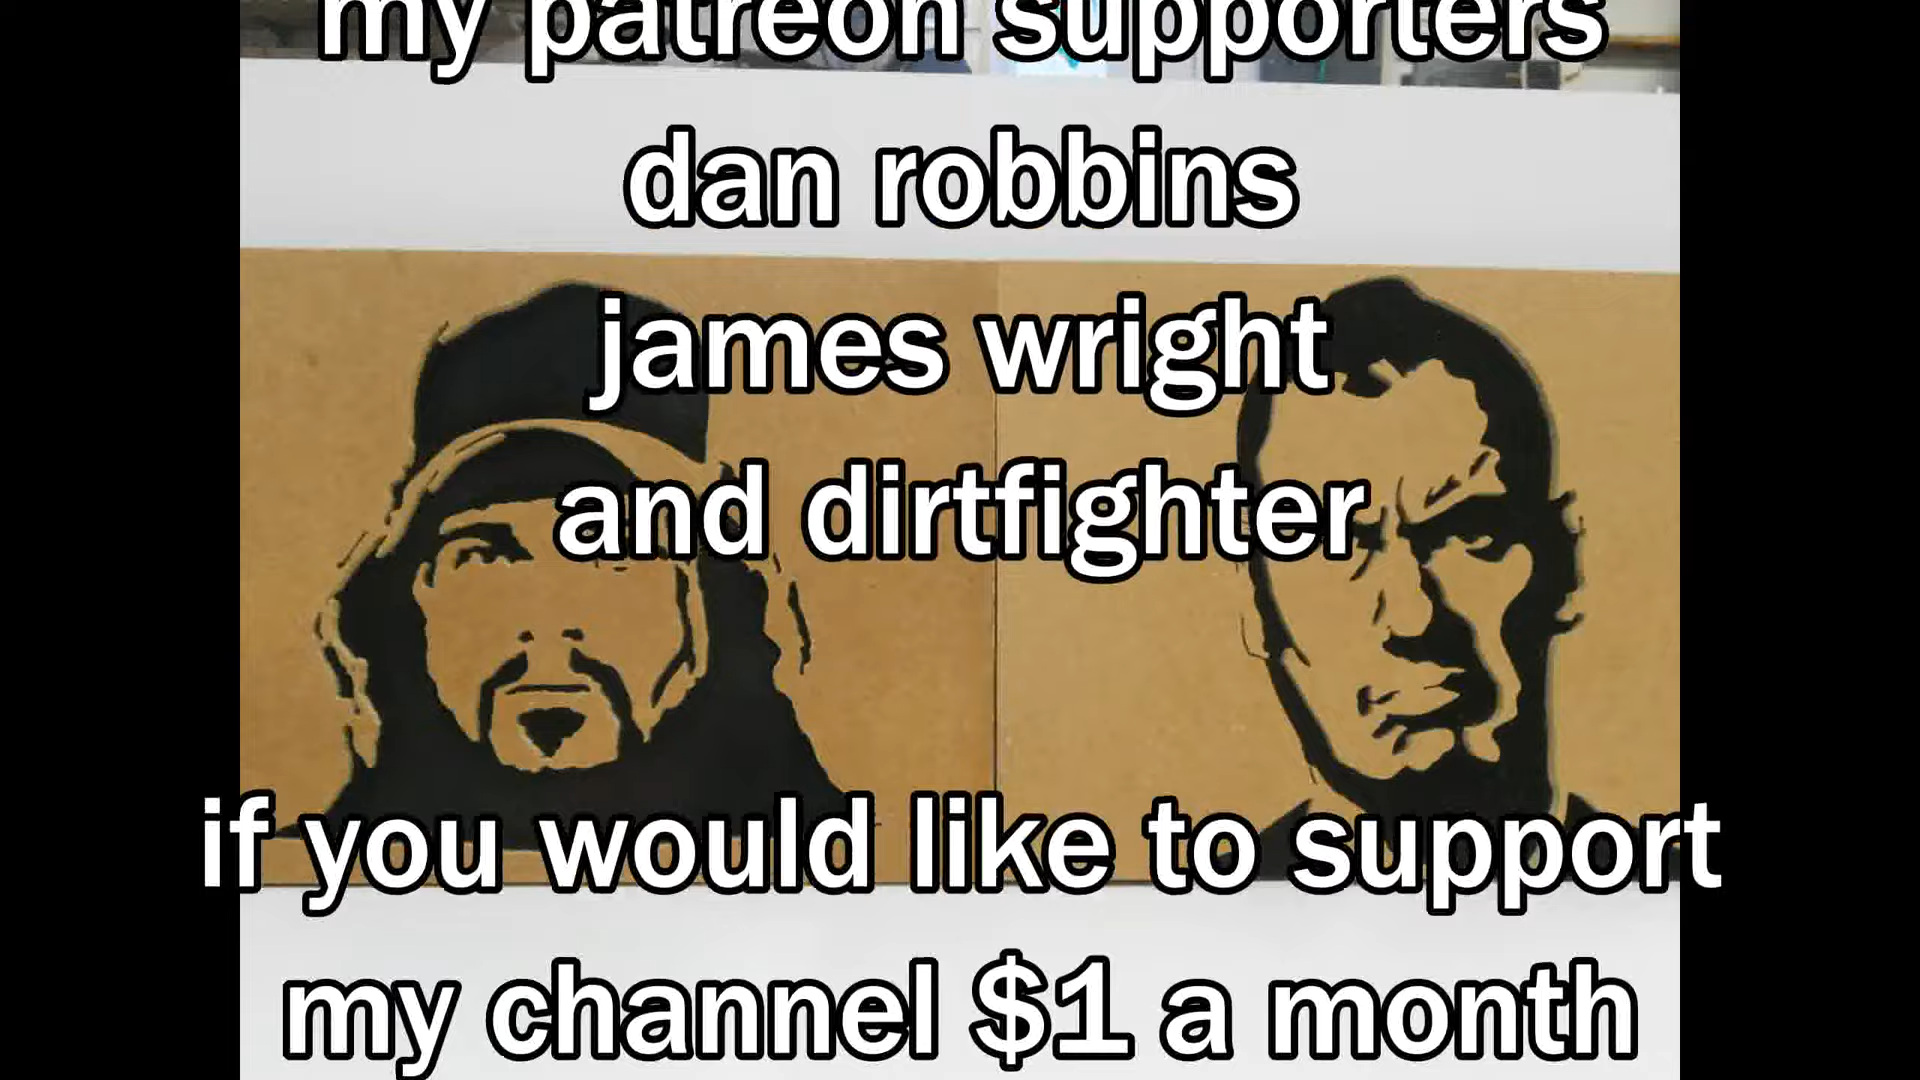 my patreon supporters
dan robbins
james wright
and dirtfighter
if you would like to support
my channel $1 a month